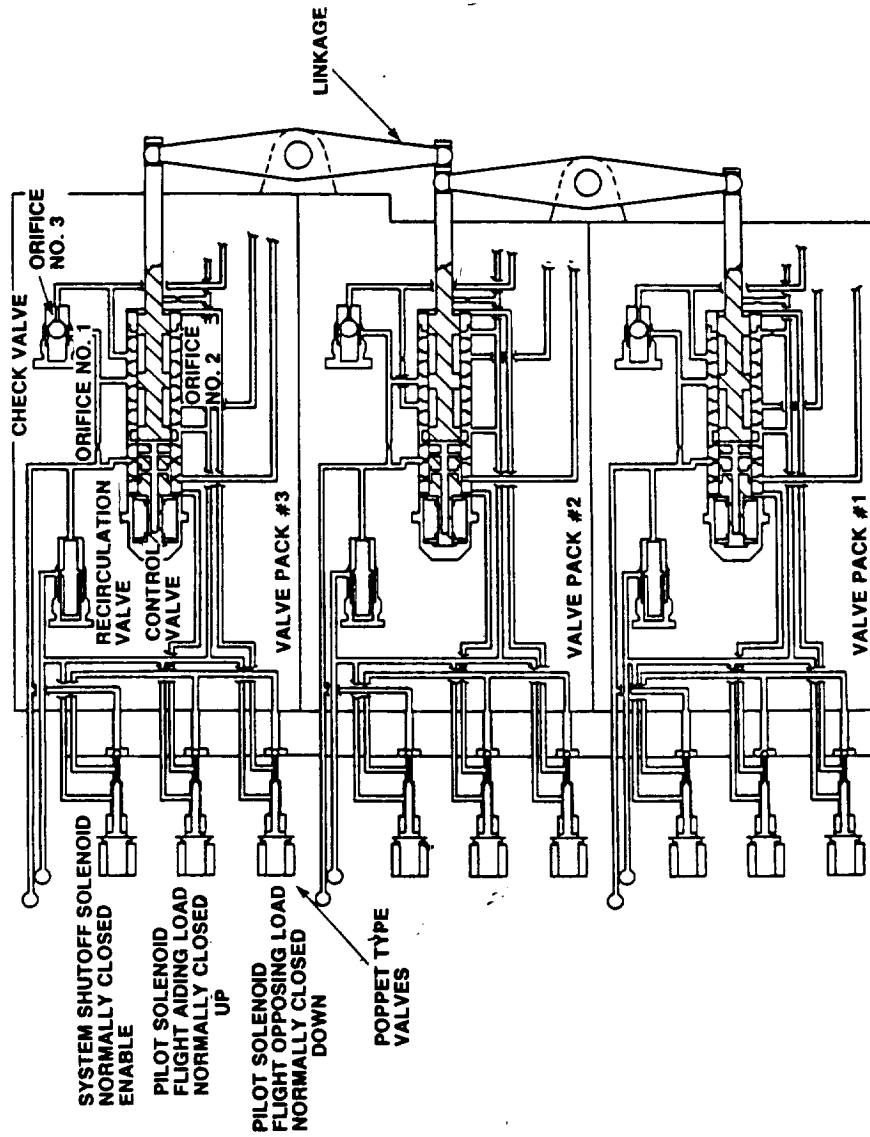 SYSTEM SHUTOFF SOLENOID
NORMALLY CLOSED
ENABLE
PILOT SOLENOID
FLIGHT AIDING LOAD
NORMALLY CLOSED
UP
PILOT SOLENOID
FLIGHT OPPOSING LOAD
NORMALLY CLOSED
DOWN
POPPET TYPE
VALVES
CHECK VALVE
ORIFICE
NO. 3
ORIFICE NO. 1
RECIRCULATION
VALVE
CONTROL
VALVE
ORIFICE
NO. 2 3
VALVE PACK #3
LINKAGE
VALVE PACK #2
VALVE PACK #1